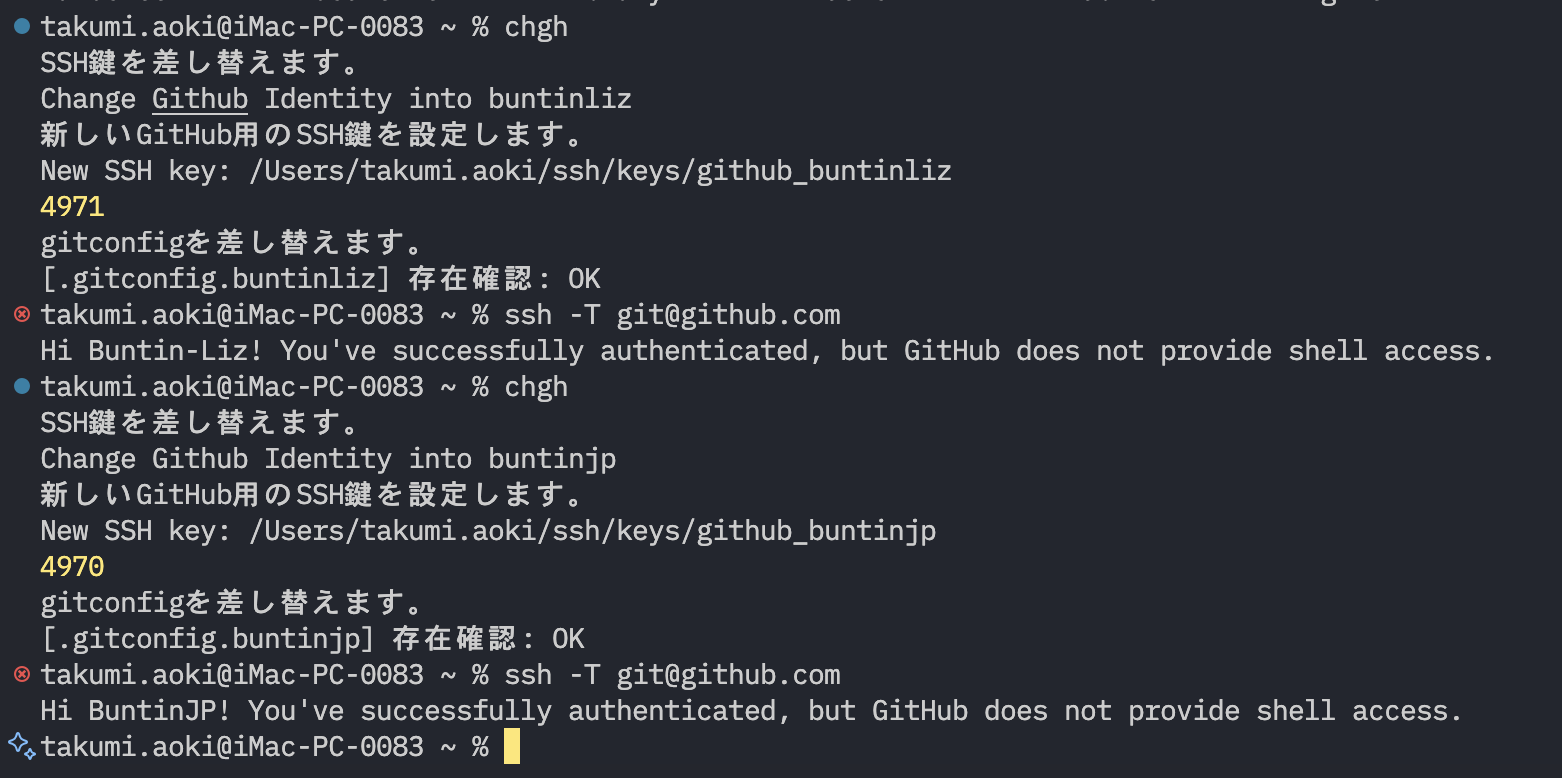 takumi.aoki@iMac-PC-0083 ~ % chgh
SSH鍵を差し替えます。
Change Github Identity into buntinliz
新しいGitHub用のSSH鍵を設定します。
New SSH key: /Users/takumi.aoki/ssh/keys/github_buntinliz
4971
gitconfigを差し替えます。
[.gitconfig.buntinliz] 存在確認: OK
takumi.aoki@iMac-PC-0083 ~ % ssh -T git@github.com
Hi Buntin-Liz! You've successfully authenticated, but GitHub does not provide shell access.
takumi.aoki@iMac-PC-0083 ~ % chgh
SSH鍵を差し替えます。
Change Github Identity into buntinjp
新しいGitHub用のSSH鍵を設定します。
New SSH key: /Users/takumi.aoki/ssh/keys/github_buntinjp
4970
gitconfigを差し替えます。
[.gitconfig.buntinjp] 存在確認: OK
takumi.aoki@iMac-PC-0083 ~ % ssh -T git@github.com
Hi BuntinJP! You've successfully authenticated, but GitHub does not provide shell access.
takumi.aoki@iMac-PC-0083 ~ %